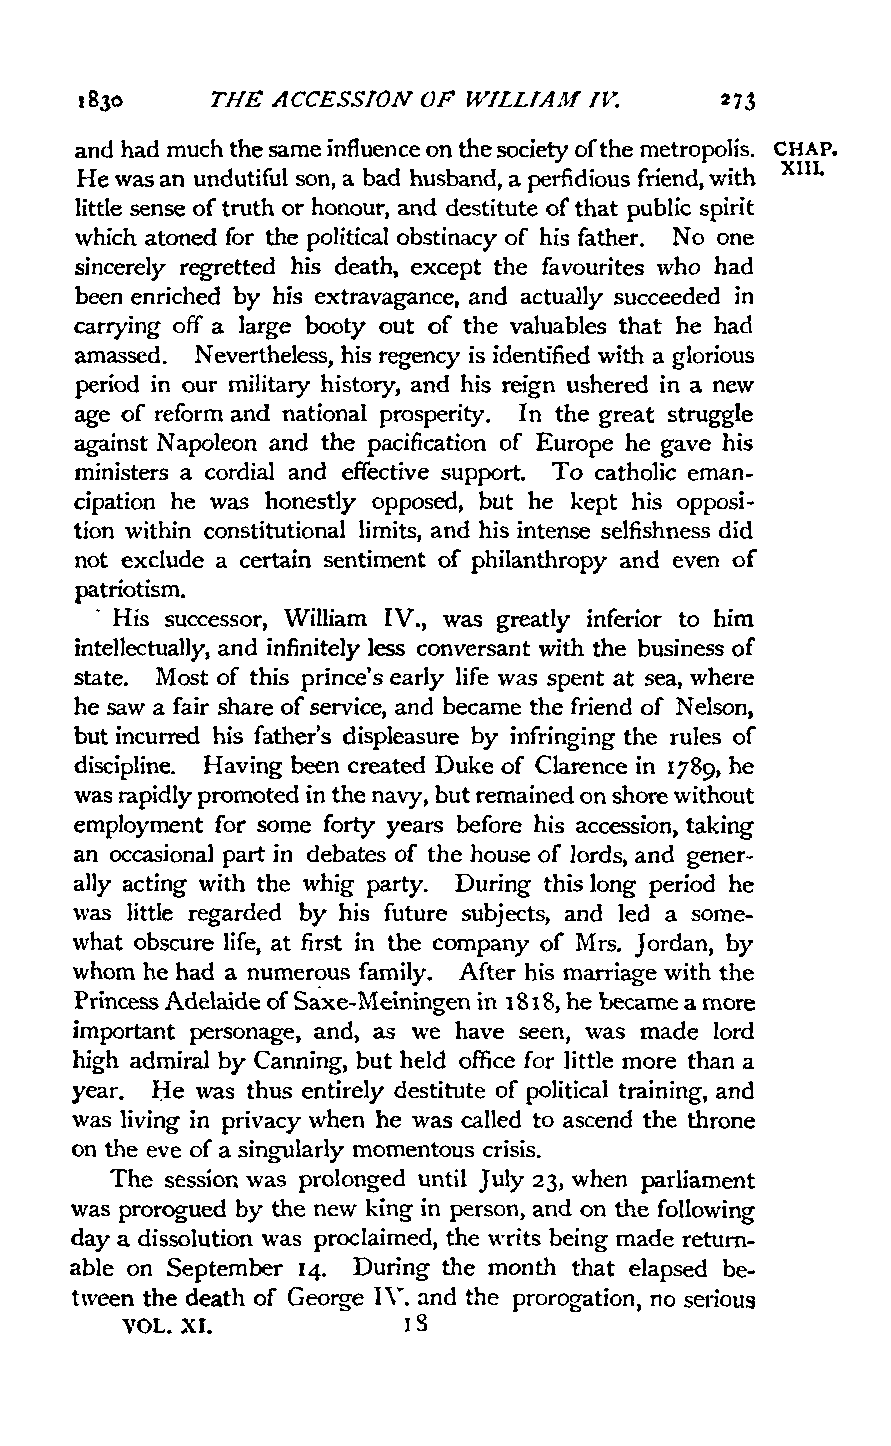 1830 THE ACCESSION OF WILLIAM IV. 273
and had much the same influence on the society of the metropolis. CHAP.
He was an undutiful son, a bad husband, a perfidious friend, with XIII.
little sense of truth or honour, and destitute of that public spirit
which atoned for the political obstinacy of his father. No one
sincerely regretted his death, except the favourites who had
been enriched by his extravagance, and actually succeeded in
carrying off a large booty out of the valuables that he had
amassed. Nevertheless, his regency is identified with a glorious
period in our military history, and his reign ushered in a new
age of reform and national prosperity. In the great struggle
against Napoleon and the pacification of Europe he gave his
ministers a cordial and effective support. To catholic eman-
cipation he was honestly opposed, but he kept his opposi-
tion within constitutional limits, and his intense selfishness did
not exclude a certain sentiment of philanthropy and even of
patriotism.
His successor, William IV., was greatly inferior to him
intellectually, and infinitely less conversant with the business of
state. Most of this prince's early life was spent at sea, where
he saw a fair share of service, and became the friend of Nelson,
but incurred his father's displeasure by infringing the rules of
discipline. Having been created Duke of Clarence in 1789, he
was rapidly promoted in the navy, but remained on shore without
employment for some forty years before his accession, taking
an occasional part in debates of the house of lords, and gener-
ally acting with the whig party. During this long period he
was little regarded by his future subjects, and led a some-
what obscure life, at first in the company of Mrs. Jordan, by
whom he had a numerous family. After his marriage with the
Princess Adelaide of Saxe-Meiningen in 1818, he became a more
important personage, and, as we have seen, was made lord
high admiral by Canning, but held office for little more than a
year. He was thus entirely destitute of political training, and
was living in privacy when he was called to ascend the throne
on the eve of a singularly momentous crisis.
The session was prolonged until July 23, when parliament
was prorogued by the new king in person, and on the following
day a dissolution was proclaimed, the writs being made return-
able on September 14. During the month that elapsed be-
tween the death of George IV. and the prorogation, no serious
VOL. XI. 18